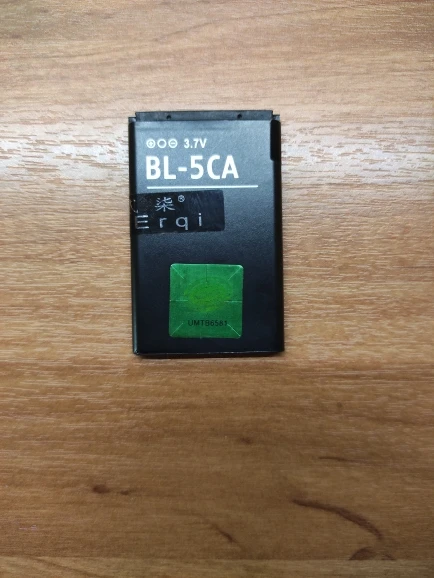 3.7V
BL-5CA
柒®
Erqi
UMTB6561